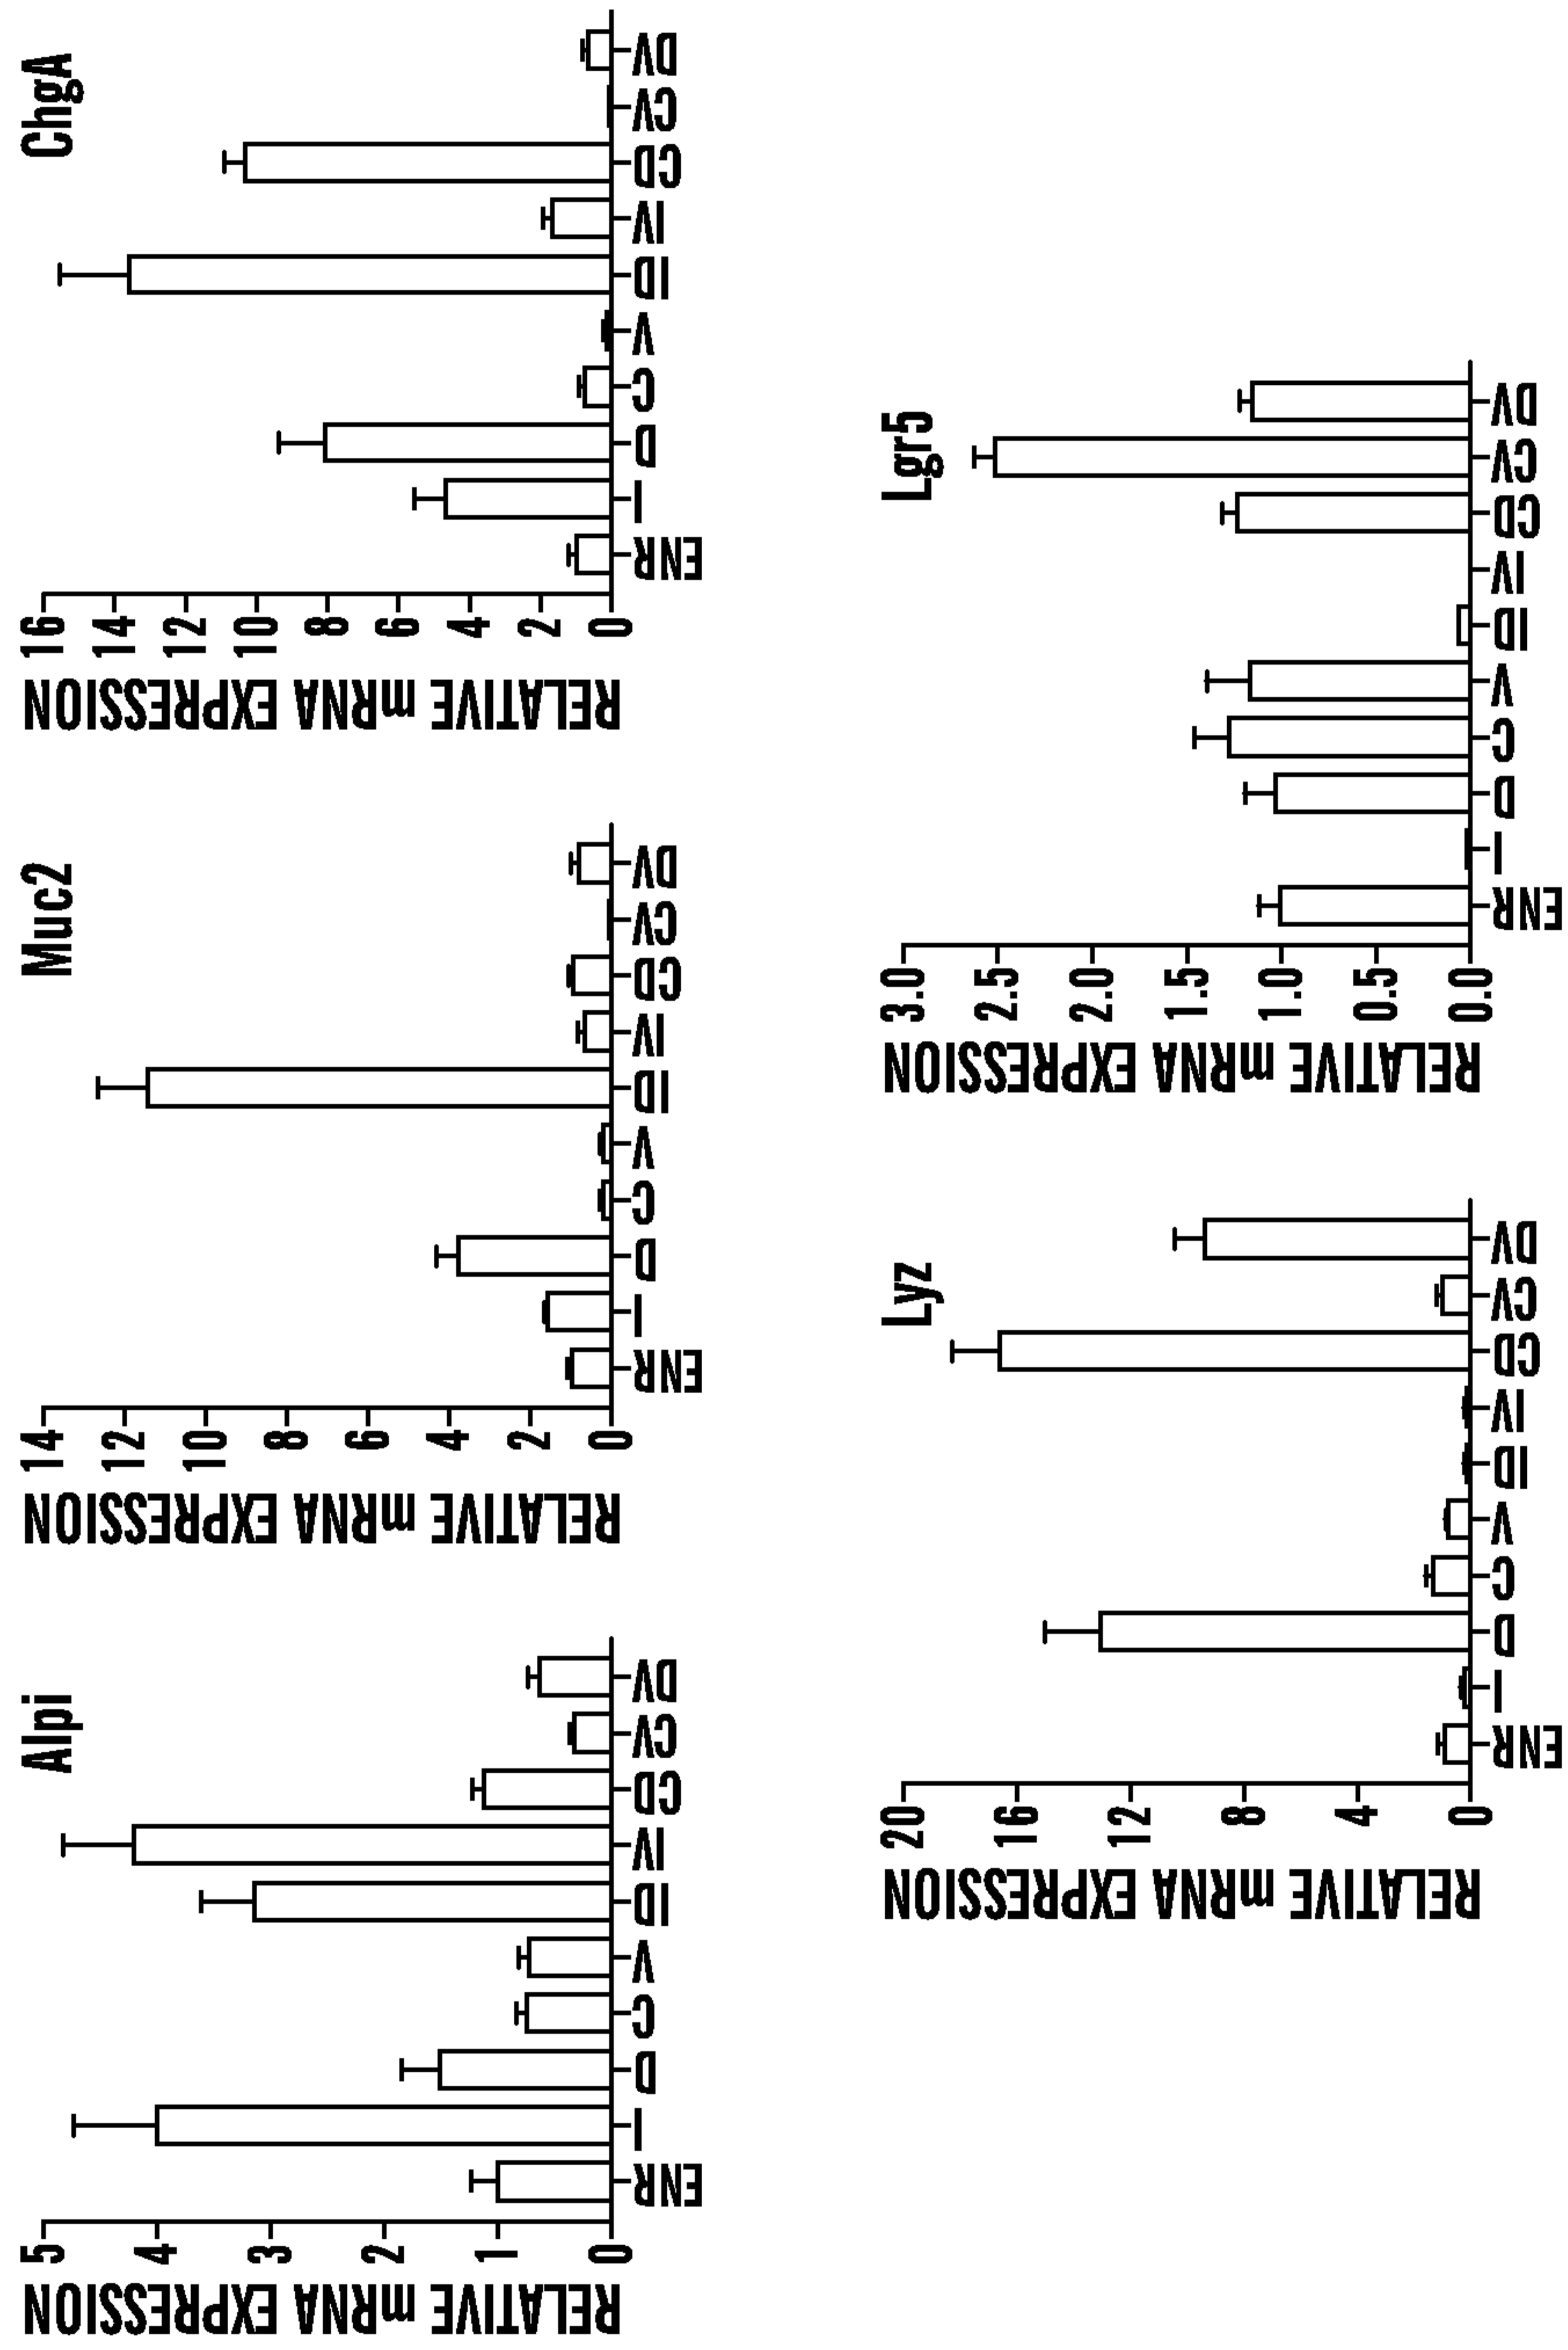 Alpi
RELATIVE mRNA EXPRESSION
5
4
3
2
1
0
ENR I D C V ID IV CD CV DV
Muc2
RELATIVE mRNA EXPRESSION
14
12
10
8
6
4
2
0
ENR I D C V ID IV CD CV DV
ChgA
RELATIVE mRNA EXPRESSION
16
14
12
10
8
6
4
2
0
ENR I D C V ID IV CD CV DV
Lyz
RELATIVE mRNA EXPRESSION
20
16
12
8
4
0
ENR I D C V ID IV CD CV DV
Lgr5
RELATIVE mRNA EXPRESSION
3.0
2.5
2.0
1.5
1.0
0.5
0.0
ENR I D C V ID IV CD CV DV